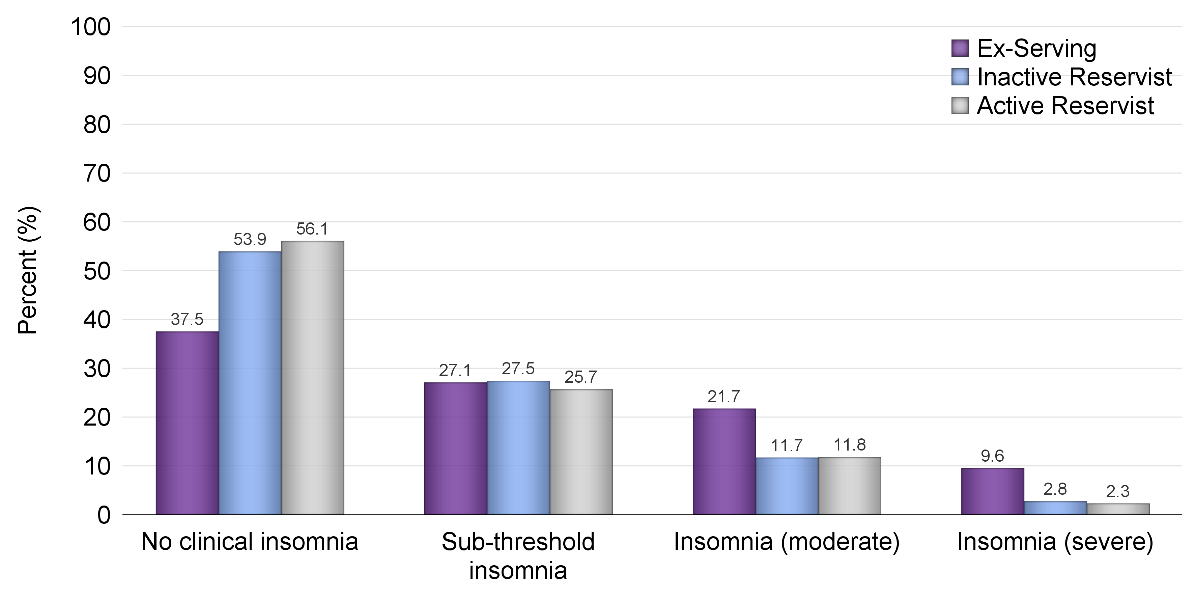 100
90
80
70
60
50
40
30
20
10
0
Percent (%)
Ex-Serving
Inactive Reservist
Active Reservist
37.5
53.9
56.1
27.1
27.5
25.7
21.7
11.7
11.8
9.6
2.8
2.3
No clinical insomnia
Sub-threshold
insomnia
Insomnia (moderate)
Insomnia (severe)